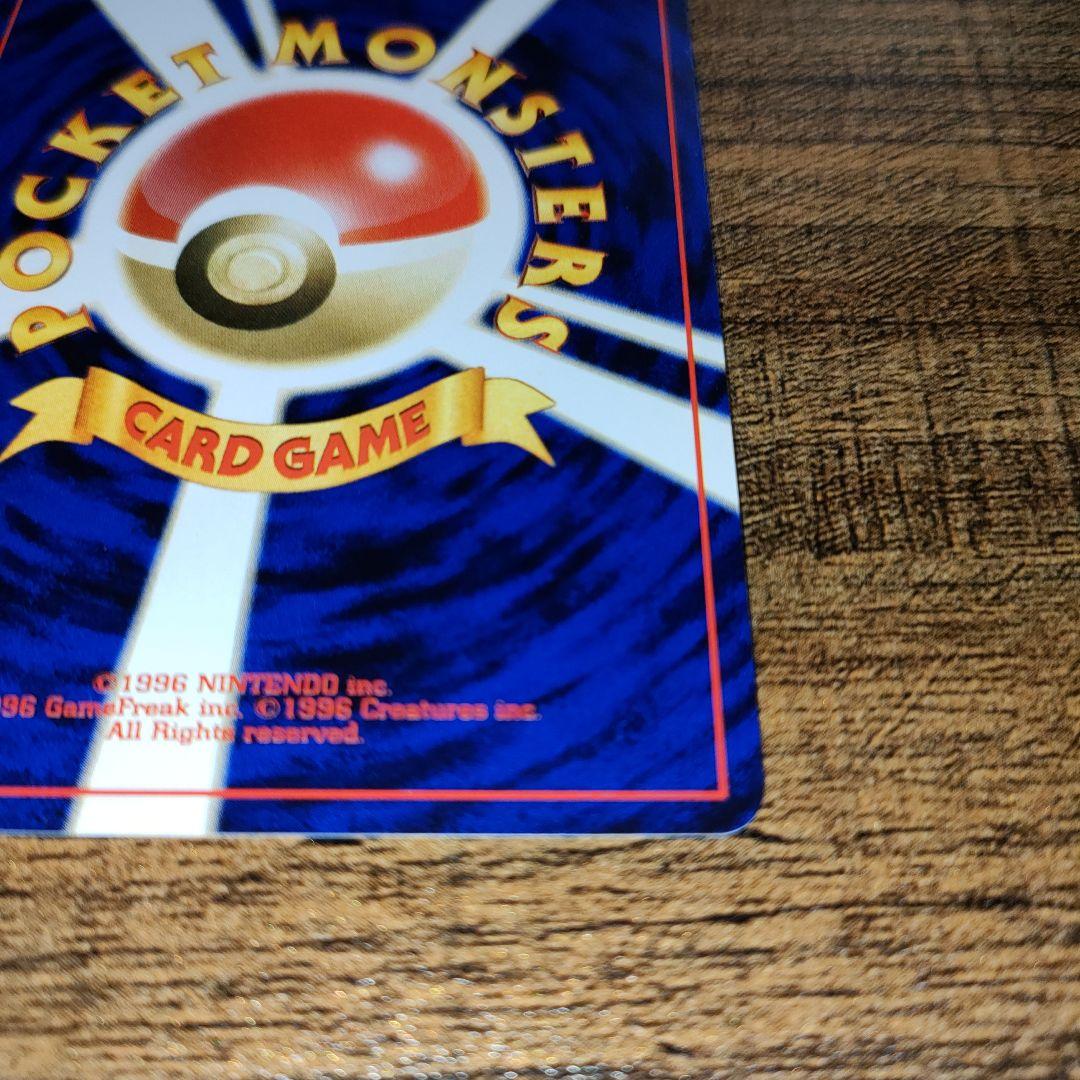 POCKET MONSTERS
CARD GAME
©1996 NINTENDO inc.
96 GameFreak inc. ©1996 Creatures inc.
All Rights reserved.